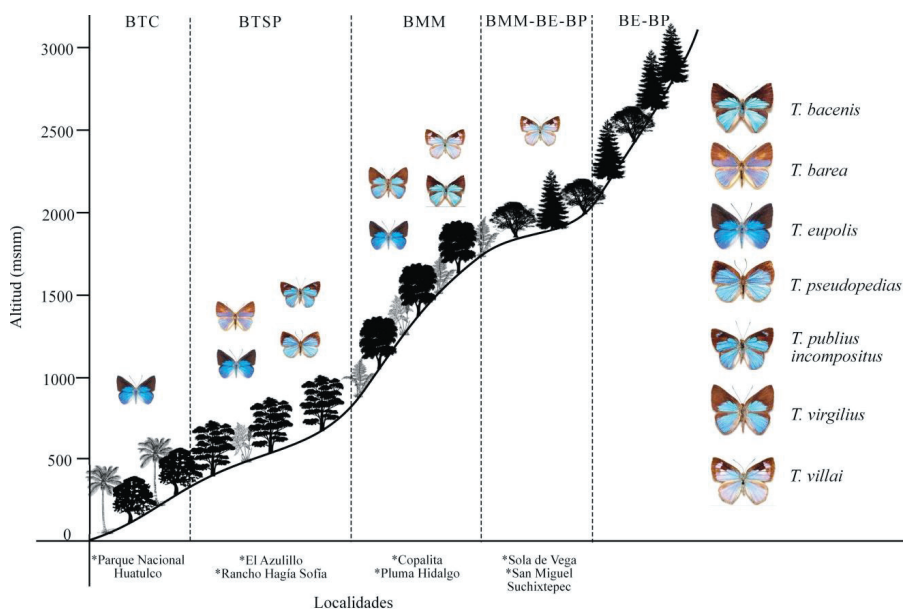 BTC
BTSP
BMM
BMM-BE-BP
BE-BP
Altitud (msnm)
3000
2500
2000
1500
1000
500
0
T. bacenis
T. barea
T. eupolis
T. pseudopedias
T. publius
incompositus
T. virgilius
T. villai
*Parque Nacional
Huatulco
*El Azulillo
*Rancho Hagía Sofía
*Copalita
*Pluma Hidalgo
*Sola de Vega
*San Miguel
Suchixtepec
Localidades